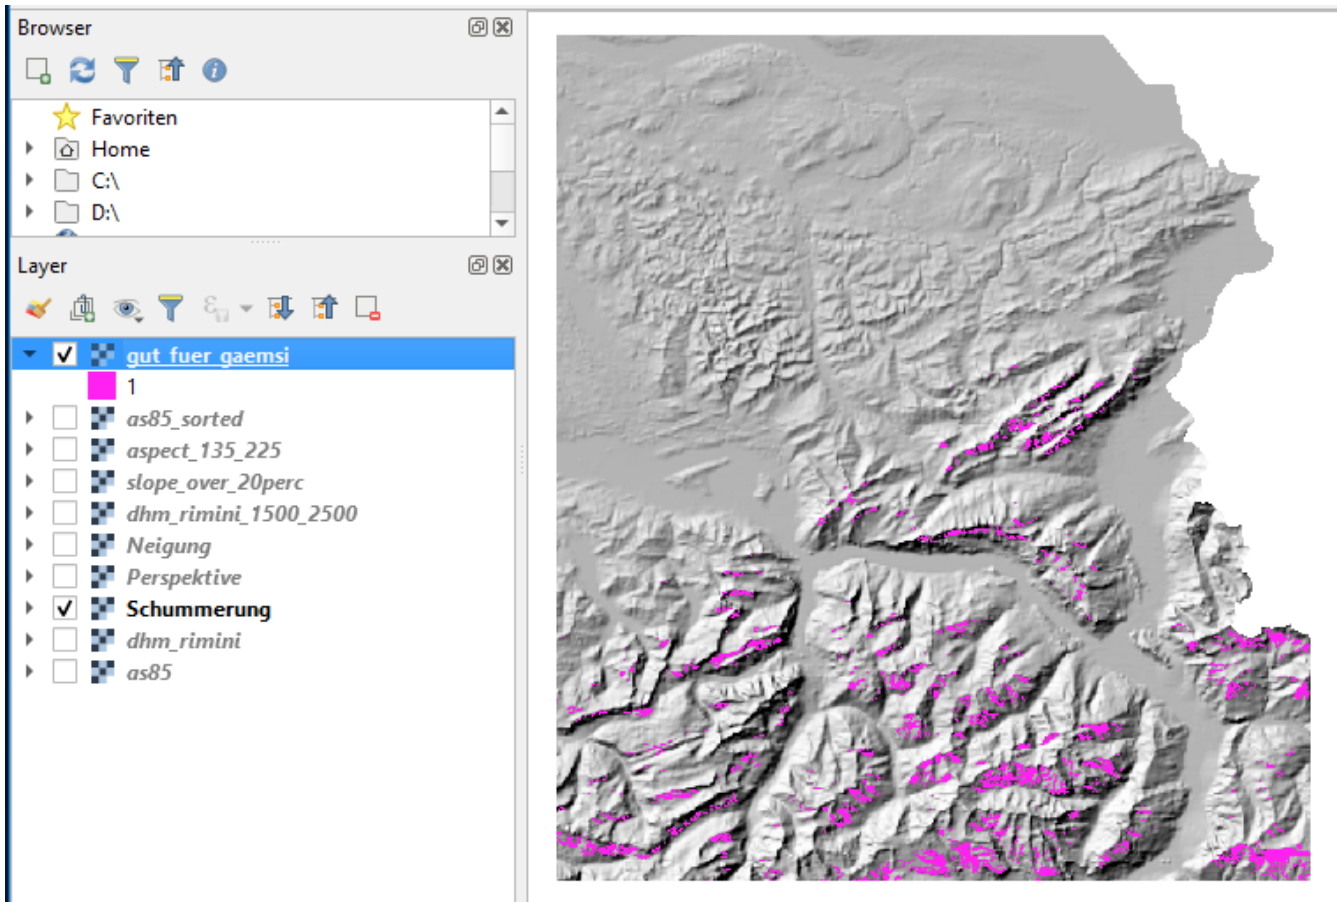 Browser
Favoriten
Home
C:\
D:\
Layer
gut_fuer_gaemsi
1
as85_sorted
aspect_135_225
slope_over_20perc
dhm_rimini_1500_2500
Neigung
Perspektive
Schummerung
dhm_rimini
as85